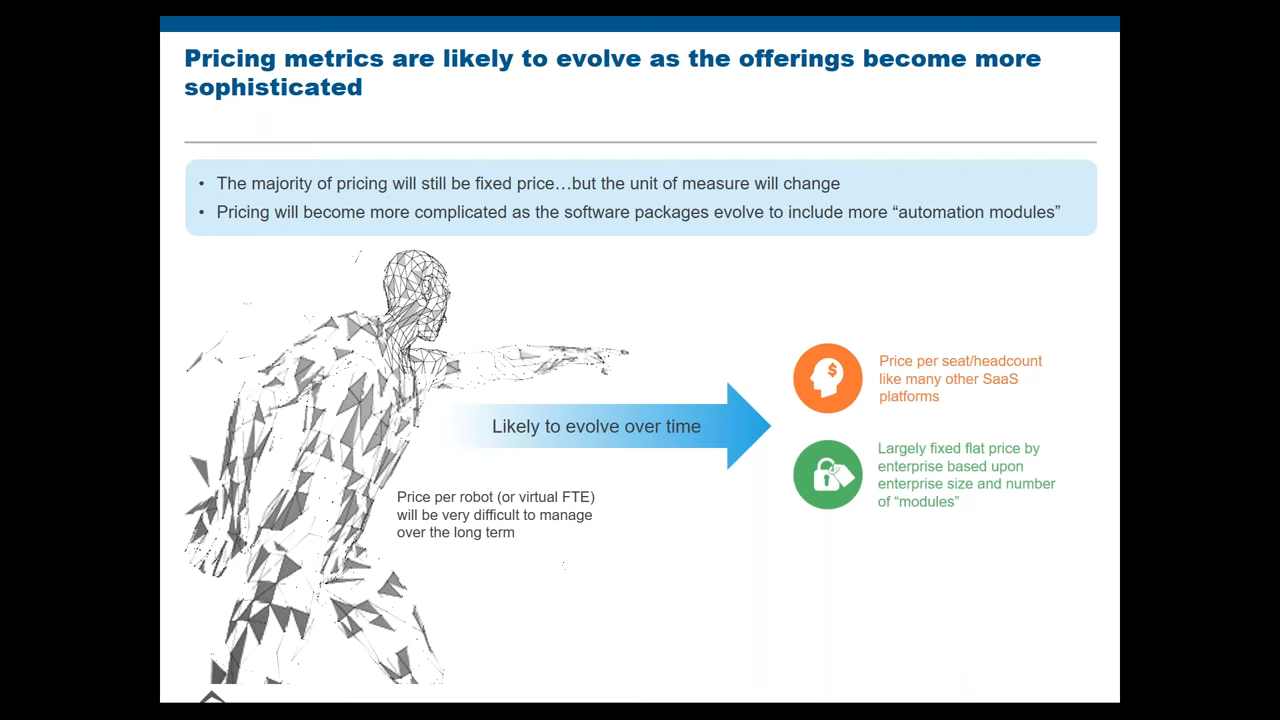 Pricing metrics are likely to evolve as the offerings become more
sophisticated
• The majority of pricing will still be fixed price…but the unit of measure will change
• Pricing will become more complicated as the software packages evolve to include more “automation modules”
Likely to evolve over time
Price per robot (or virtual FTE)
will be very difficult to manage
over the long term
$
Price per seat/headcount
like many other SaaS
platforms
Largely fixed flat price by
enterprise based upon
enterprise size and number
of “modules”